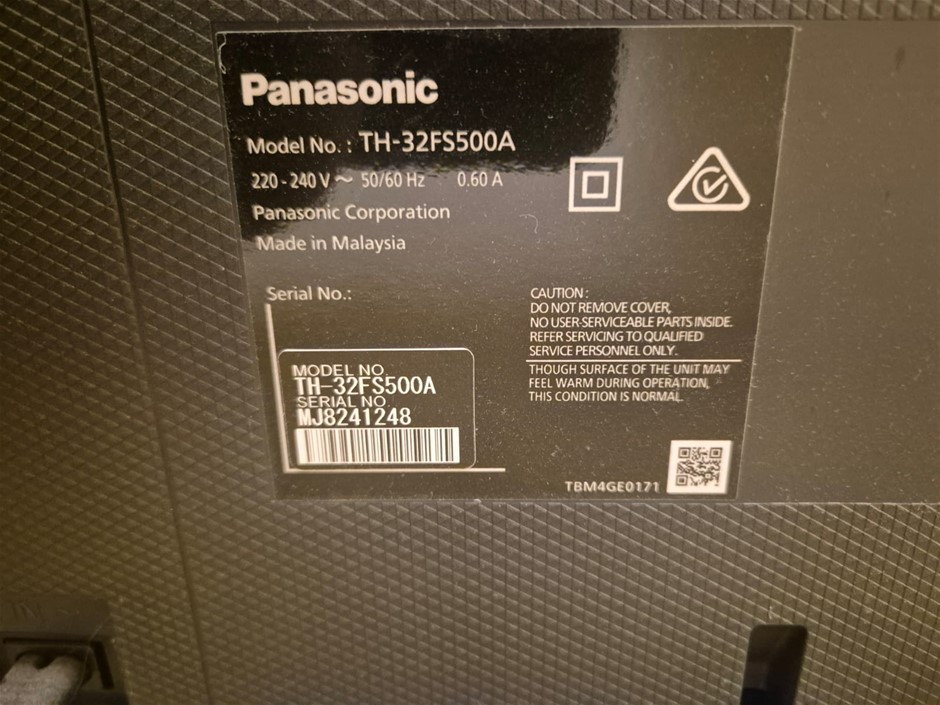 Panasonic
Model No. : TH-32FS500A
220 - 240 V ~ 50/60 Hz 0.60 A
Panasonic Corporation
Made in Malaysia
Serial No.:
MODEL NO.
TH-32FS500A
SERIAL NO.
MJ8241248
CAUTION :
DO NOT REMOVE COVER,
NO USER-SERVICEABLE PARTS INSIDE.
REFER SERVICING TO QUALIFIED
SERVICE PERSONNEL ONLY.
THOUGH SURFACE OF THE UNIT MAY
FEEL WARM DURING OPERATION,
THIS CONDITION IS NORMAL.
TBM4GE0171